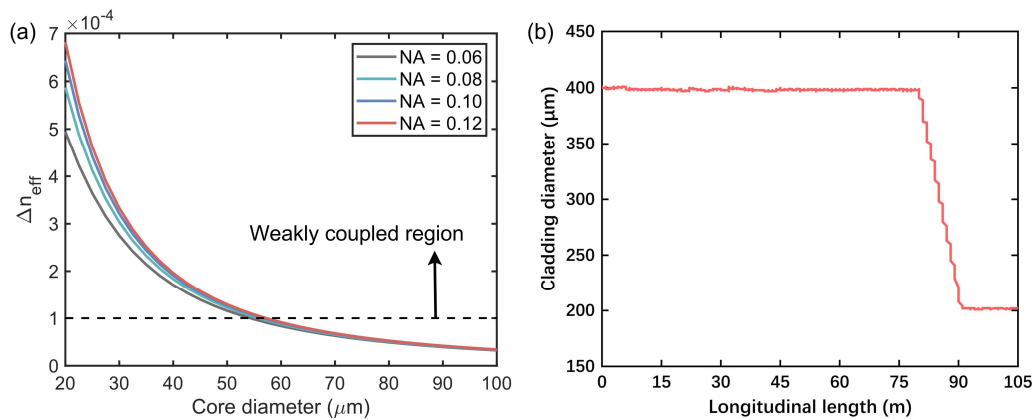 (a)
×10⁻⁴
7
6
5
4
3
2
1
0
Δn_eff
NA = 0.06
NA = 0.08
NA = 0.10
NA = 0.12
Weakly coupled region
20 30 40 50 60 70 80 90 100
Core diameter (μm)
(b)
450
400
350
300
250
200
150
Cladding diameter (μm)
0 15 30 45 60 75 90 105
Longitudinal length (m)